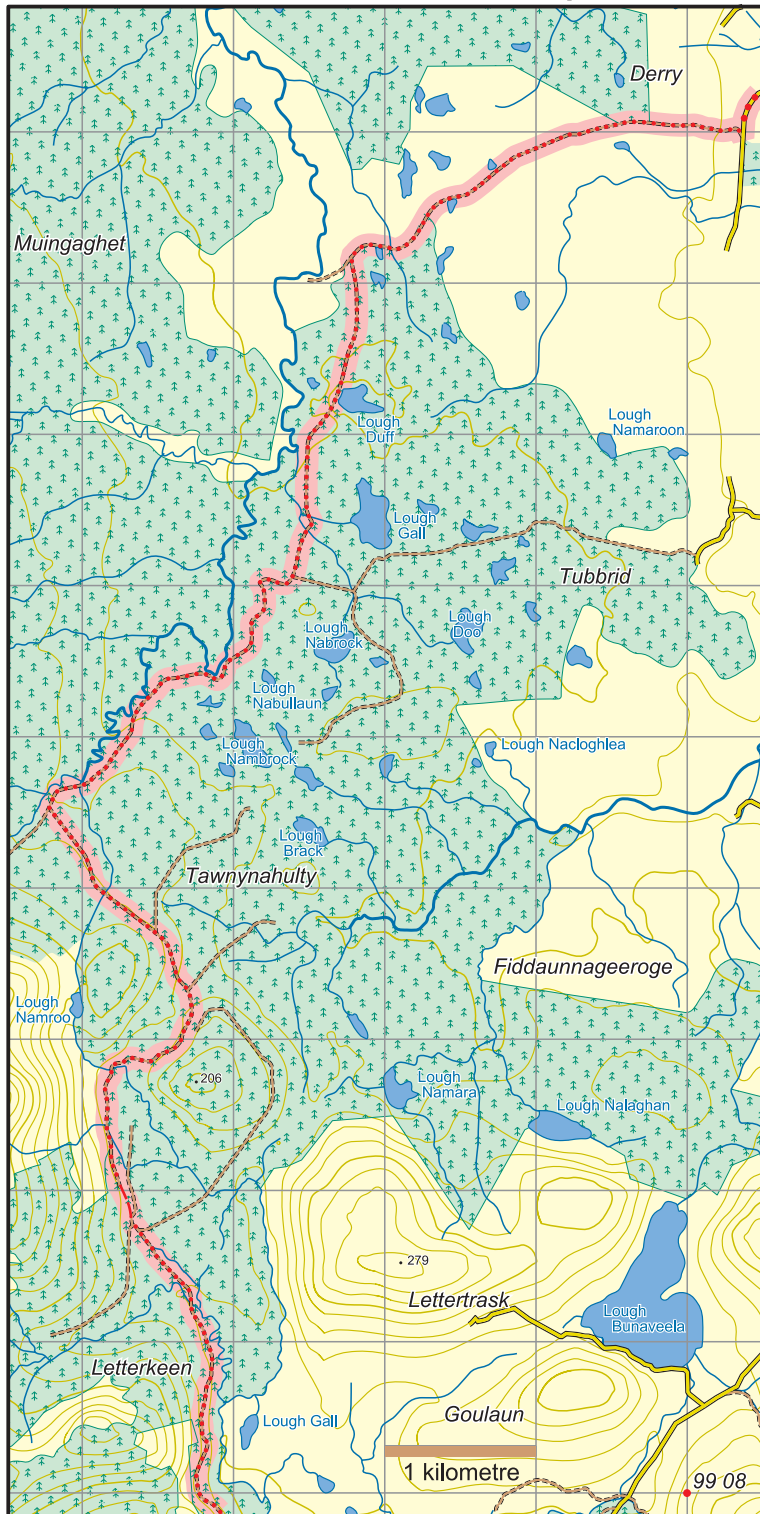 Derry
Muingaghet
Lough
Duff
Lough
Namaroon
Lough
Gall
Tubbrid
Lough
Doo
Lough
Nabrock
Lough
Nabullaun
Lough
Nambrock
Lough Nacloghlea
Lough
Brack
Tawnynahulty
Fiddaunnageeroge
Lough
Namroo
206
Lough
Namara
Lough Nalaghan
279
Lettertrask
Lough
Bunaveela
Letterkeen
Goulaun
Lough Gall
1 kilometre
99 08